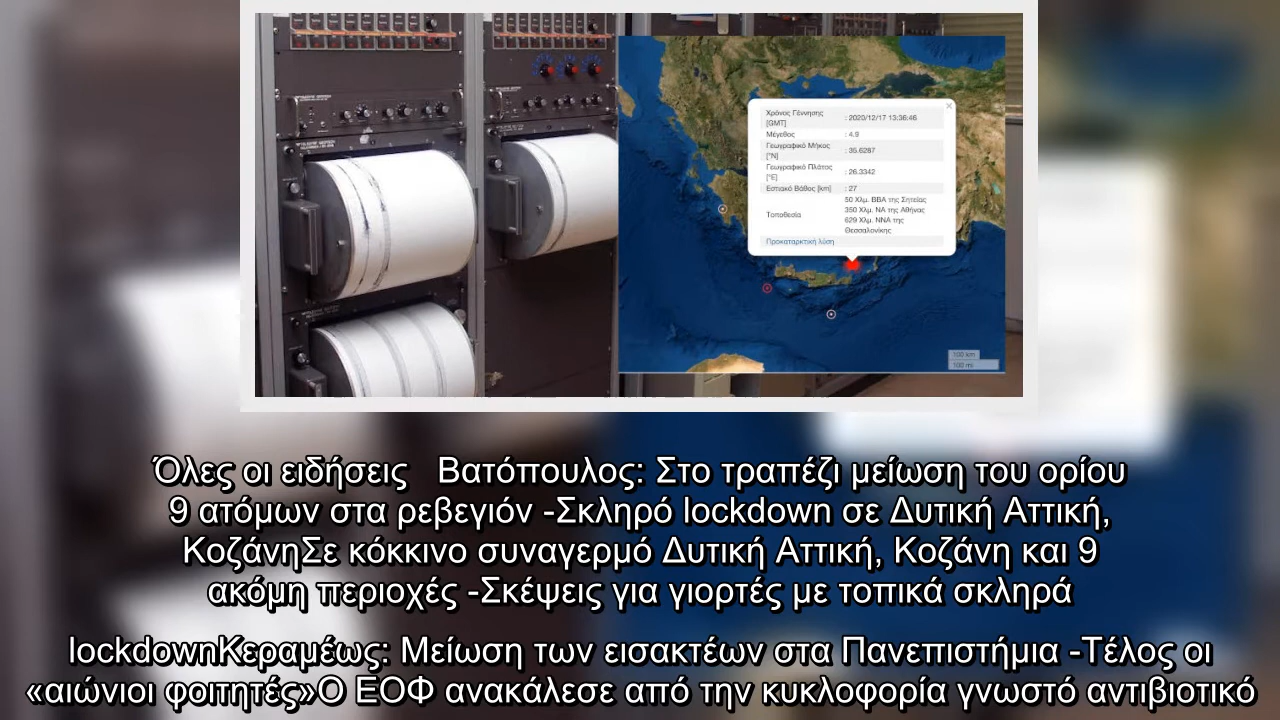 Χρόνος Γέννησης [GMT] : 2020/12/17 13:36:46
Μέγεθος : 4.9
Γεωγραφικό Μήκος [°N] : 35.6287
Γεωγραφικό Πλάτος [°E] : 26.3342
Εστιακό Βάθος [km] : 27
Τοποθεσία
50 Χλμ. ΒΒΑ της Σητείας
350 Χλμ. ΝΑ της Αθήνας
629 Χλμ. ΝΝΑ της
Θεσσαλονίκης
Προκαταρκτική λύση
100 km
100 mi
Όλες οι ειδήσεις Βατόπουλος: Στο τραπέζι μείωση του ορίου
9 ατόμων στα ρεβεγιόν -Σκληρό lockdown σε Δυτική Αττική,
ΚοζάνηΣε κόκκινο συναγερμό Δυτική Αττική, Κοζάνη και 9
ακόμη περιοχές -Σκέψεις για γιορτές με τοπικά σκληρά
lockdownΚεραμέως: Μείωση των εισακτέων στα Πανεπιστήμια -Τέλος οι
«αιώνιοι φοιτητές»Ο ΕΟΦ ανακάλεσε από την κυκλοφορία γνωστό αντιβιοτικό